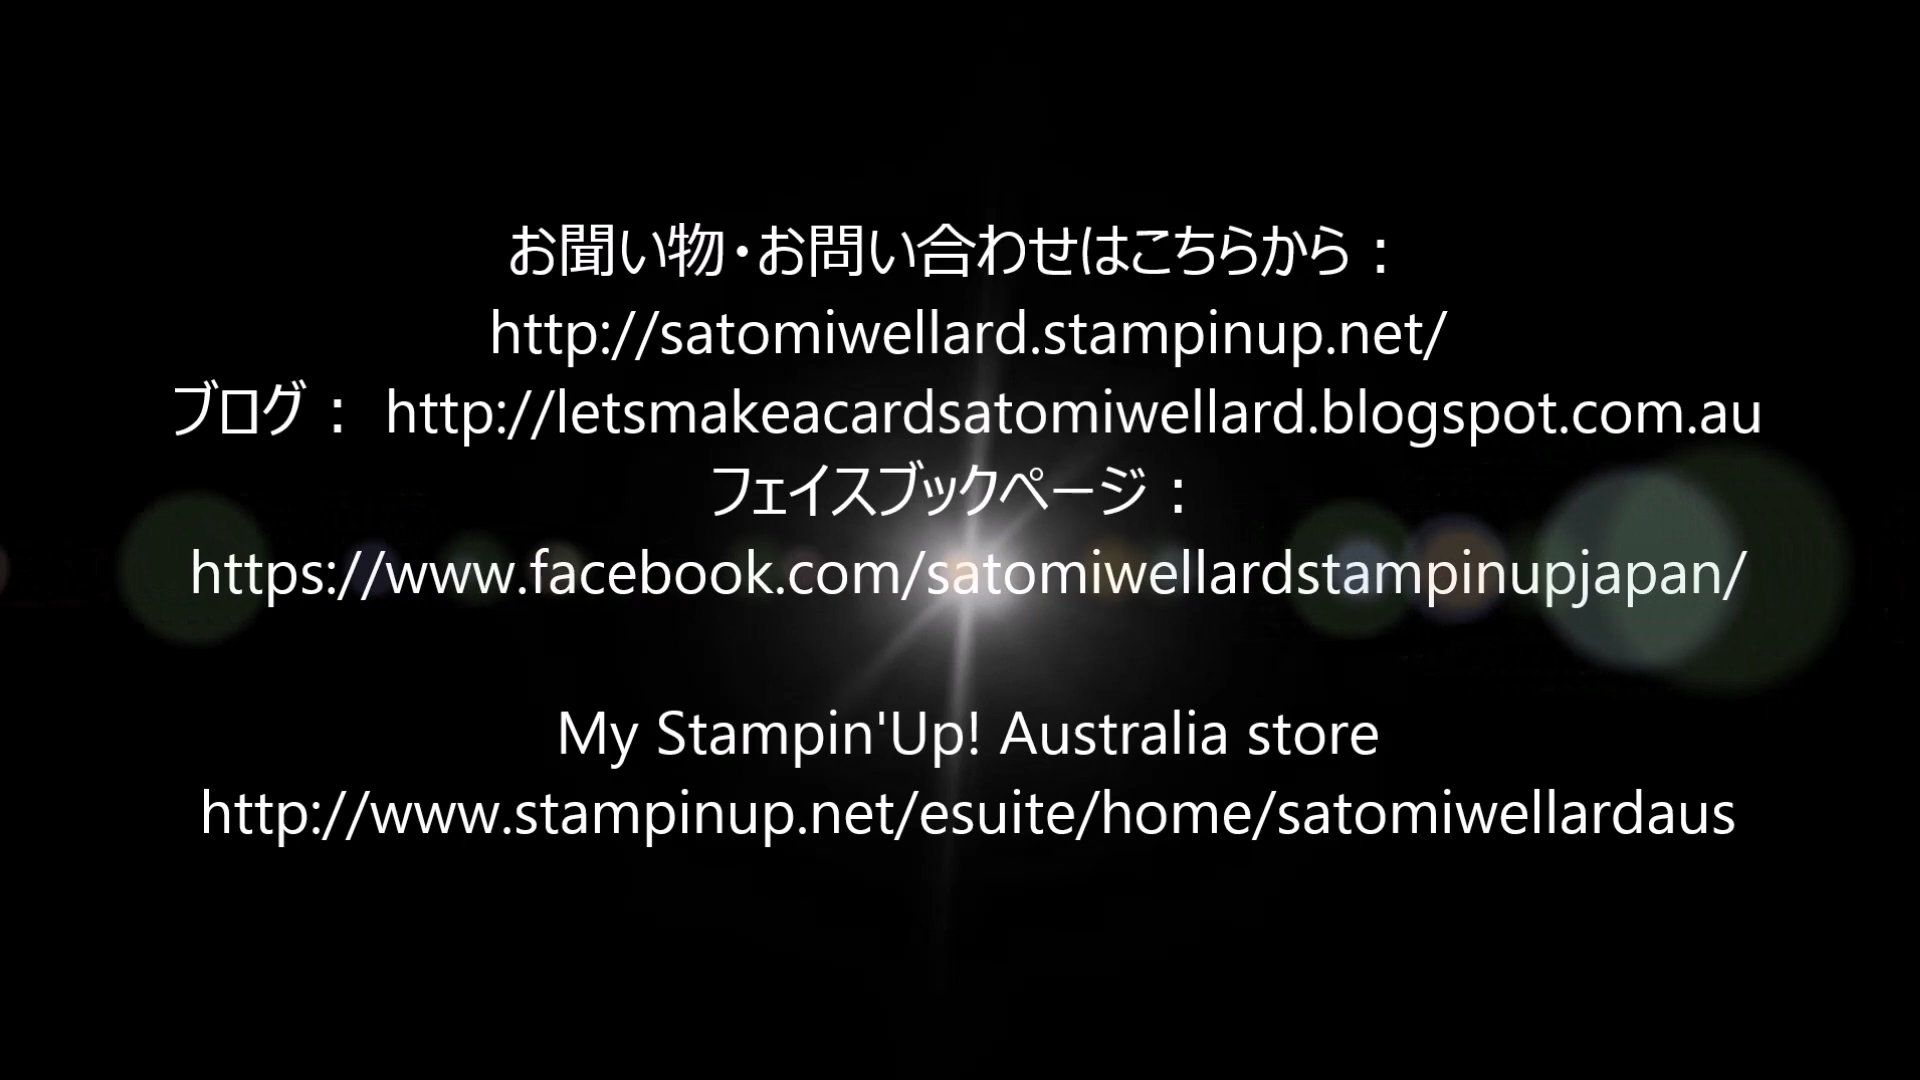 お聞い物・お問い合わせはこちらから：
http://satomiwellard.stampinup.net/
ブログ： http://letsmakeacardsatomiwellard.blogspot.com.au
フェイスブックページ：
https://www.facebook.com/satomiwellardstampinupjapan/
My Stampin'Up! Australia store
http://www.stampinup.net/esuite/home/satomiwellardaus